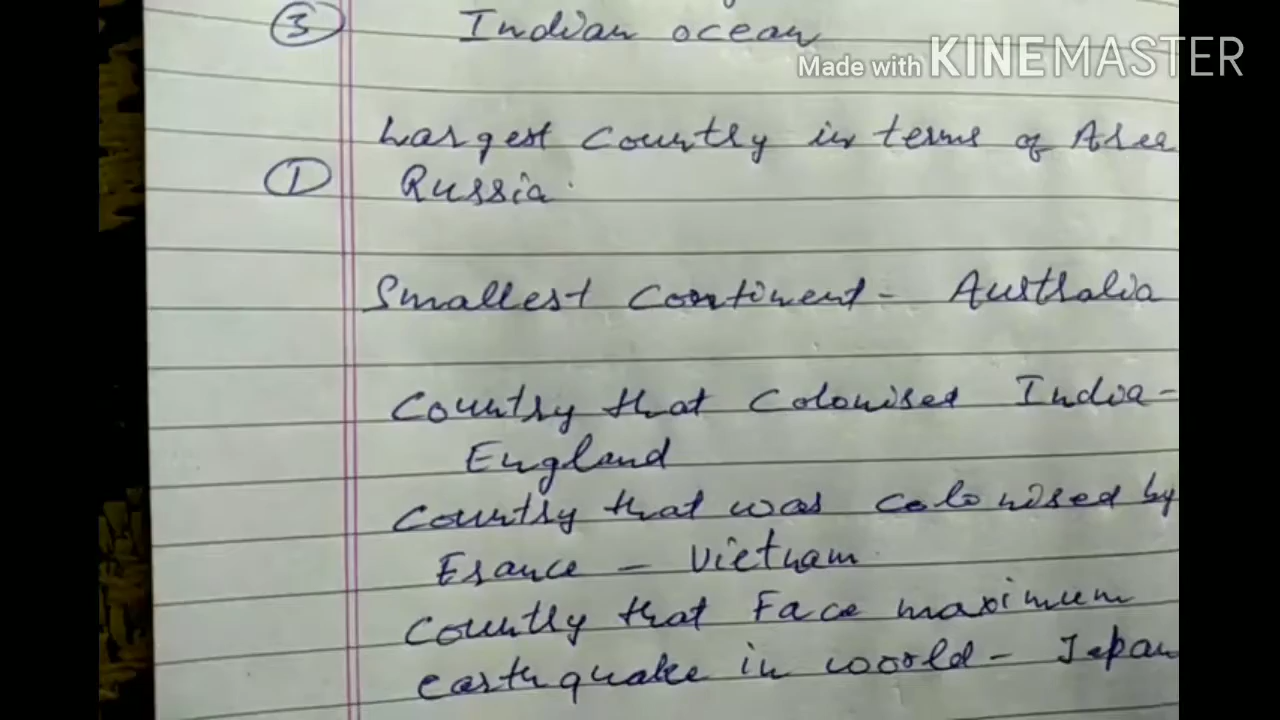 ③ Indian ocean
Made with KINEMASTER
Largest Country in terms of Area
① Russia.
Smallest continent - Australia
Country that Colonised India -
England
Country that was colonised by
France - Vietnam
Country that Face maximum
earthquake in world - Japan